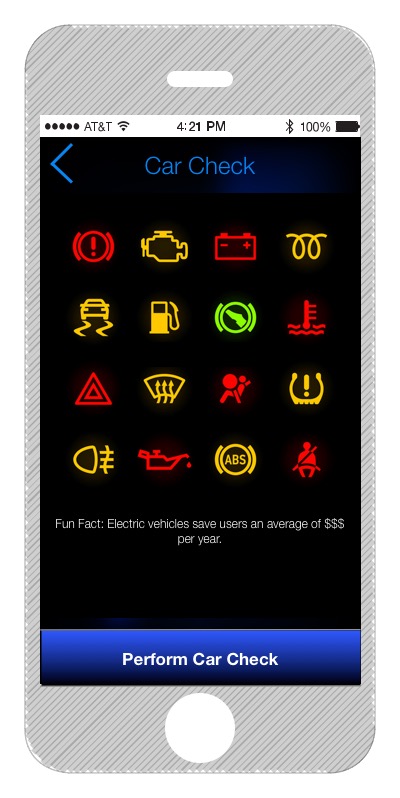 AT&T 4:21 PM 100%
Car Check
ABS
Fun Fact: Electric vehicles save users an average of $$$
per year.
Perform Car Check